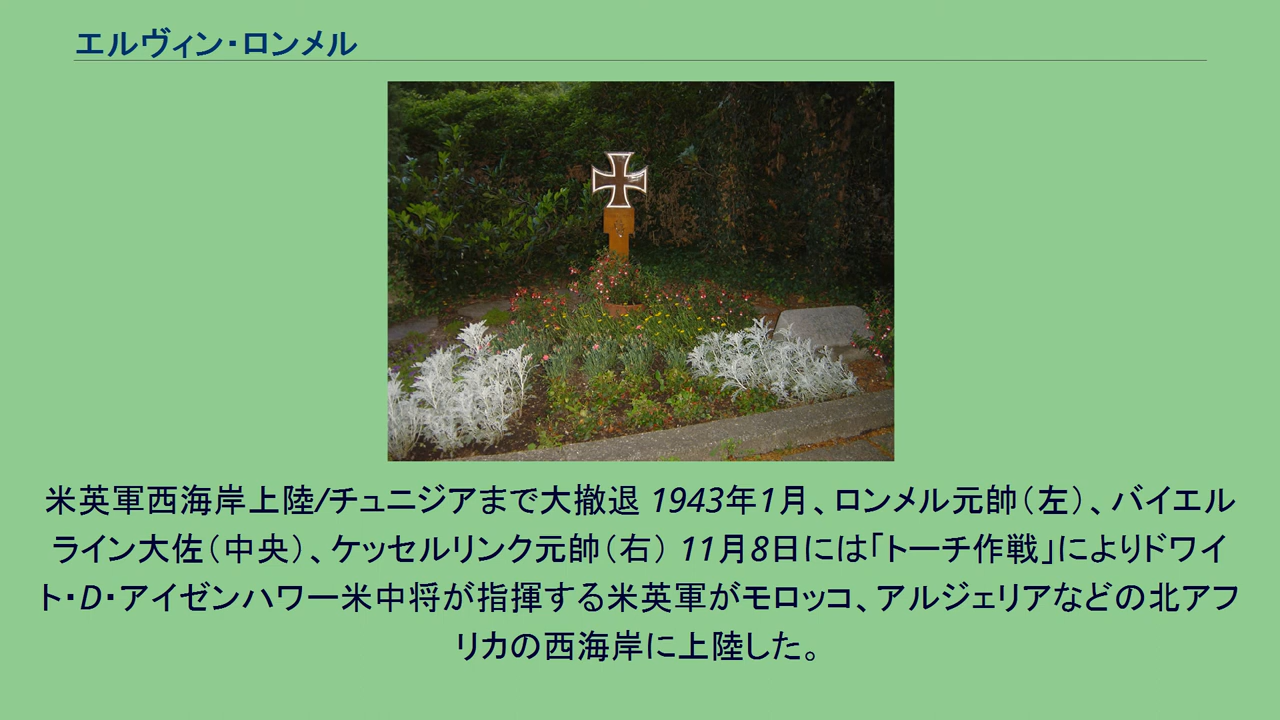 エルヴィン・ロンメル
米英軍西海岸上陸/チュニジアまで大撤退 1943年1月、ロンメル元帥（左）、バイエル
ライン大佐（中央）、ケッセルリンク元帥（右） 11月8日には「トーチ作戦」によりドワイ
ト・D・アイゼンハワー米中将が指揮する米英軍がモロッコ、アルジェリアなどの北アフ
リカの西海岸に上陸した。